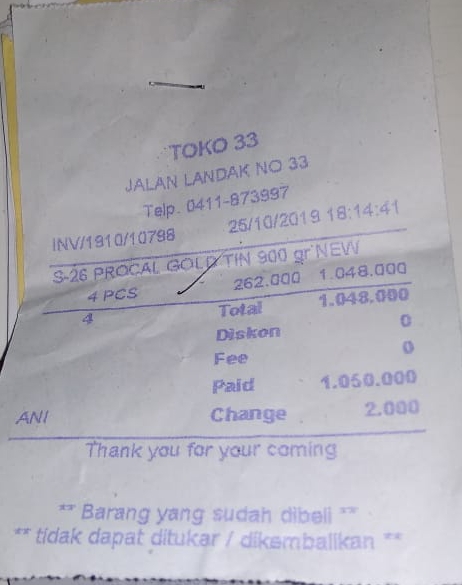 TOKO 33
JALAN LANDAK NO 33
Telp. 0411-873997
INV/1910/10798 25/10/2019 18:14:41
S-26 PROCAL GOLD TIN 900 gr NEW
4 PCS 262.000 1.048.000
4 Total 1.048.000
Diskon 0
Fee 0
Paid 1.050.000
ANI Change 2.000
Thank you for your coming
** Barang yang sudah dibeli **
** tidak dapat ditukar / dikembalikan **